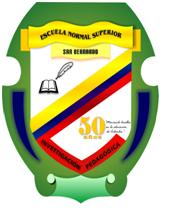 ESCUELA NORMAL SUPERIOR
SAN BERNARDO
50
años
INVESTIGACIÓN PEDAGÓGICA